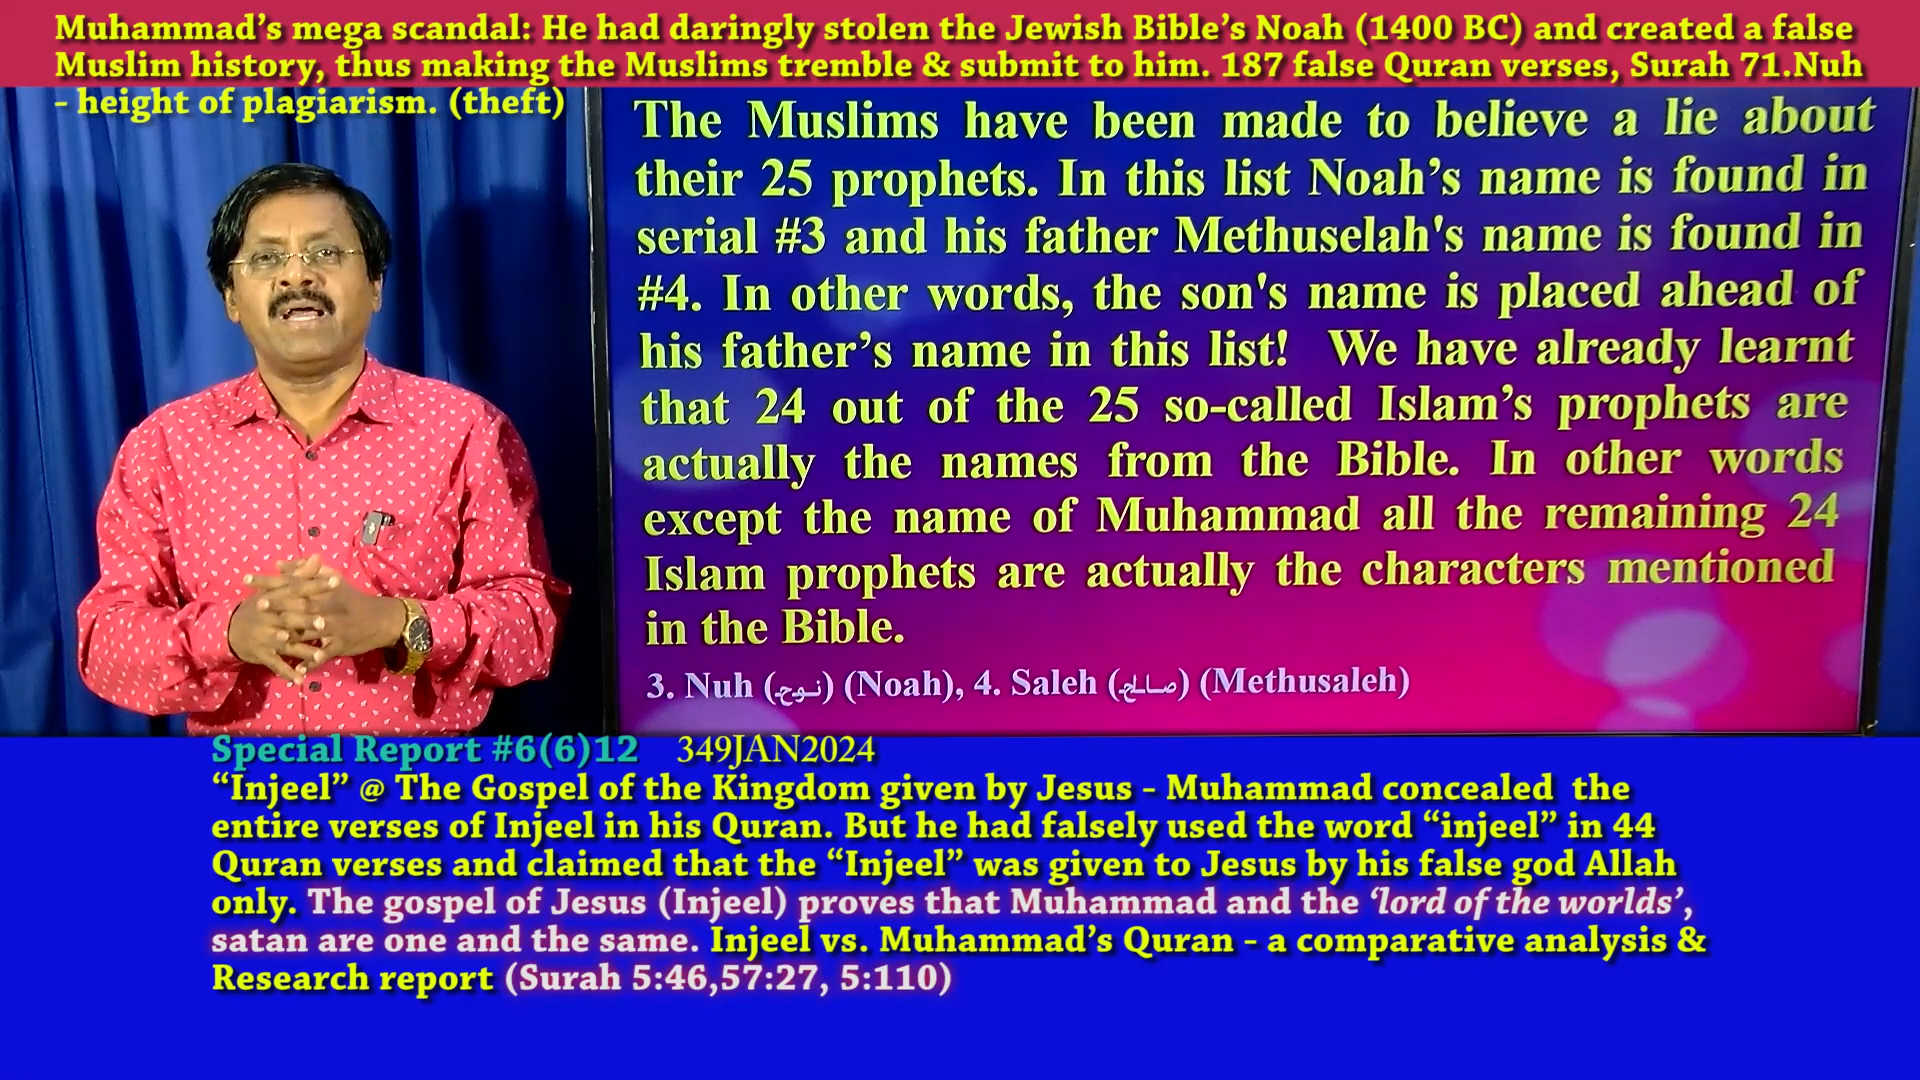 Muhammad’s mega scandal: He had daringly stolen the Jewish Bible’s Noah (1400 BC) and created a false
Muslim history, thus making the Muslims tremble & submit to him. 187 false Quran verses, Surah 71.Nuh
- height of plagiarism. (theft)
The Muslims have been made to believe a lie about
their 25 prophets. In this list Noah’s name is found in
serial #3 and his father Methuselah's name is found in
#4. In other words, the son's name is placed ahead of
his father’s name in this list! We have already learnt
that 24 out of the 25 so-called Islam’s prophets are
actually the names from the Bible. In other words
except the name of Muhammad all the remaining 24
Islam prophets are actually the characters mentioned
in the Bible.
3. Nuh (نوح) (Noah), 4. Saleh (صالح) (Methusaleh)
Special Report #6(6)12 349JAN2024
“Injeel” @ The Gospel of the Kingdom given by Jesus - Muhammad concealed the
entire verses of Injeel in his Quran. But he had falsely used the word “injeel” in 44
Quran verses and claimed that the “Injeel” was given to Jesus by his false god Allah
only. The gospel of Jesus (Injeel) proves that Muhammad and the ‘lord of the worlds’,
satan are one and the same. Injeel vs. Muhammad’s Quran - a comparative analysis &
Research report (Surah 5:46,57:27, 5:110)